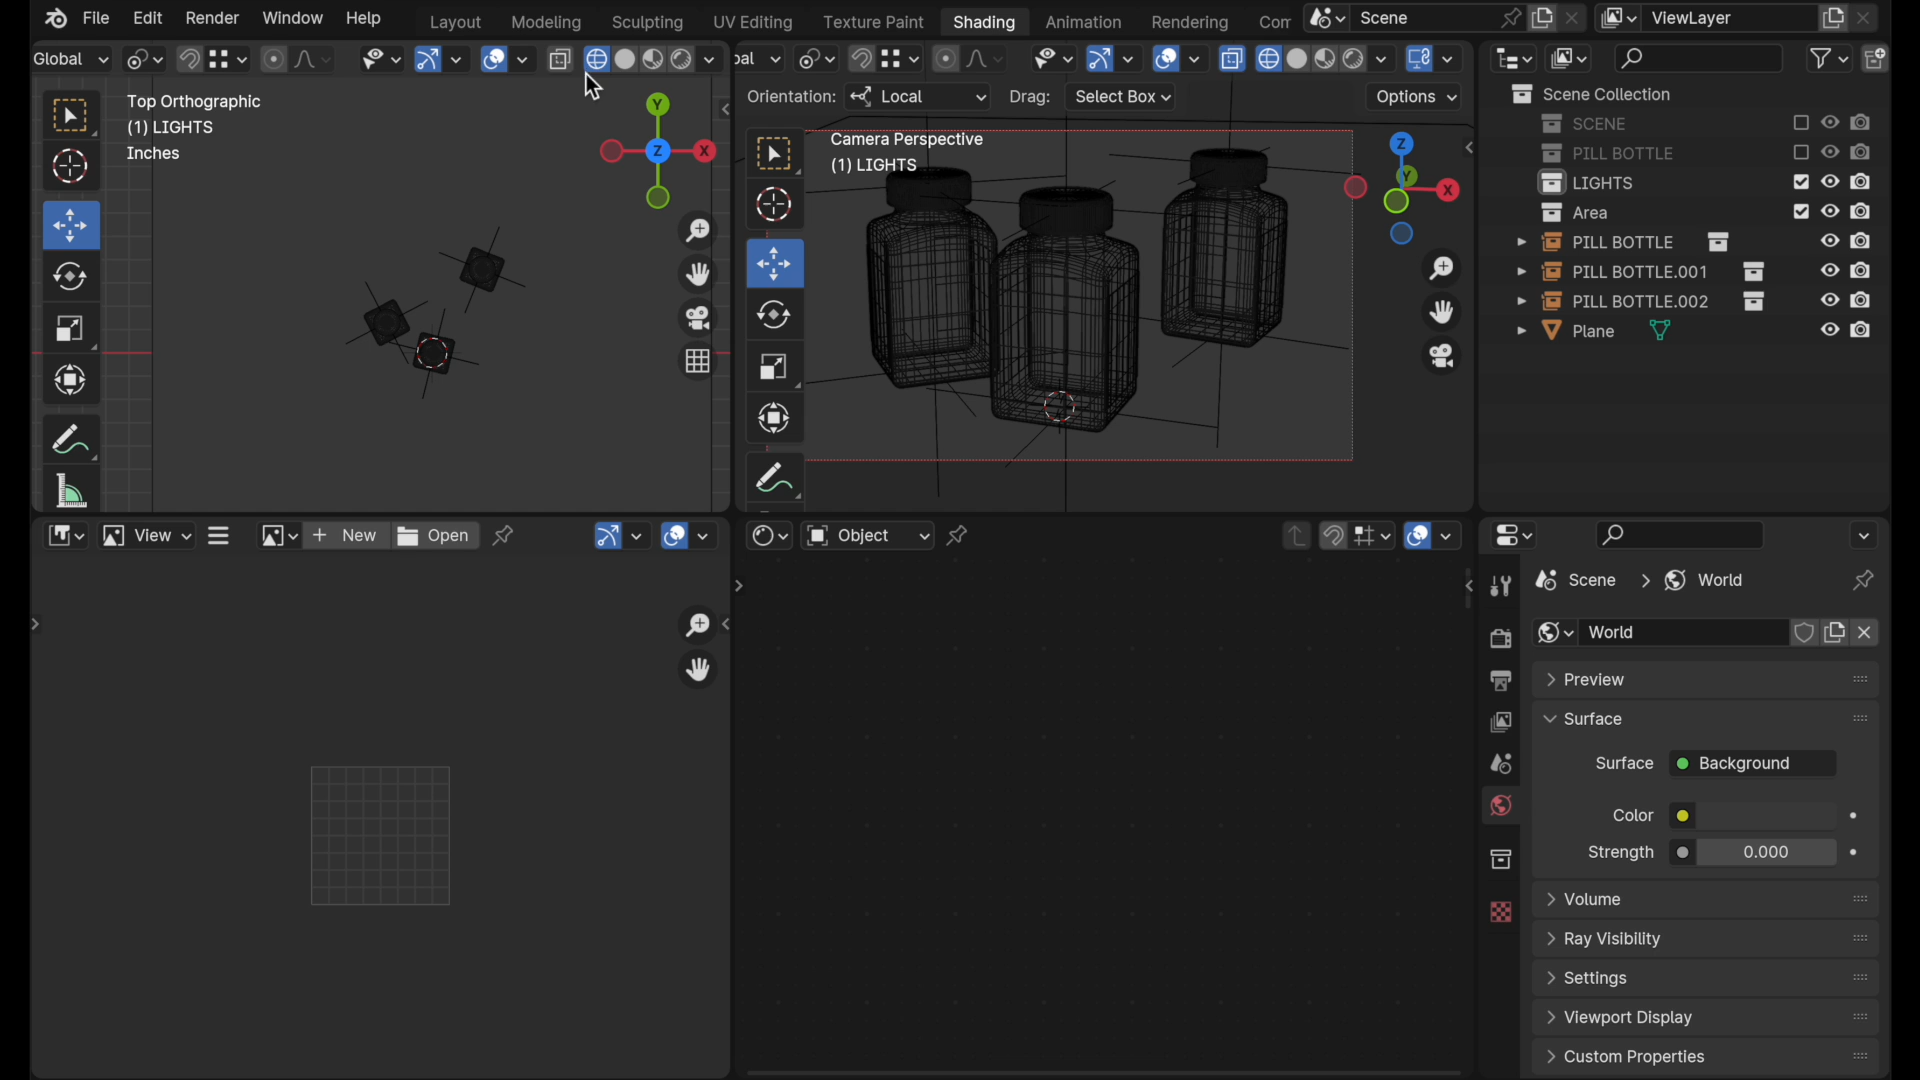 File Edit Render Window Help Layout Modeling Sculpting UV Editing Texture Paint Shading Animation Rendering Con Scene ViewLayer
Global
bal
Orientation: Local Drag: Select Box Options
Top Orthographic
(1) LIGHTS
Inches
Y
Z
X
Camera Perspective
(1) LIGHTS
Z
Y
X
Scene Collection
SCENE
PILL BOTTLE
LIGHTS
Area
PILL BOTTLE
PILL BOTTLE.001
PILL BOTTLE.002
Plane
View New Open
Object
Scene World
World
Preview
Surface
Surface Background
Color
Strength 0.000
Volume
Ray Visibility
Settings
Viewport Display
Custom Properties